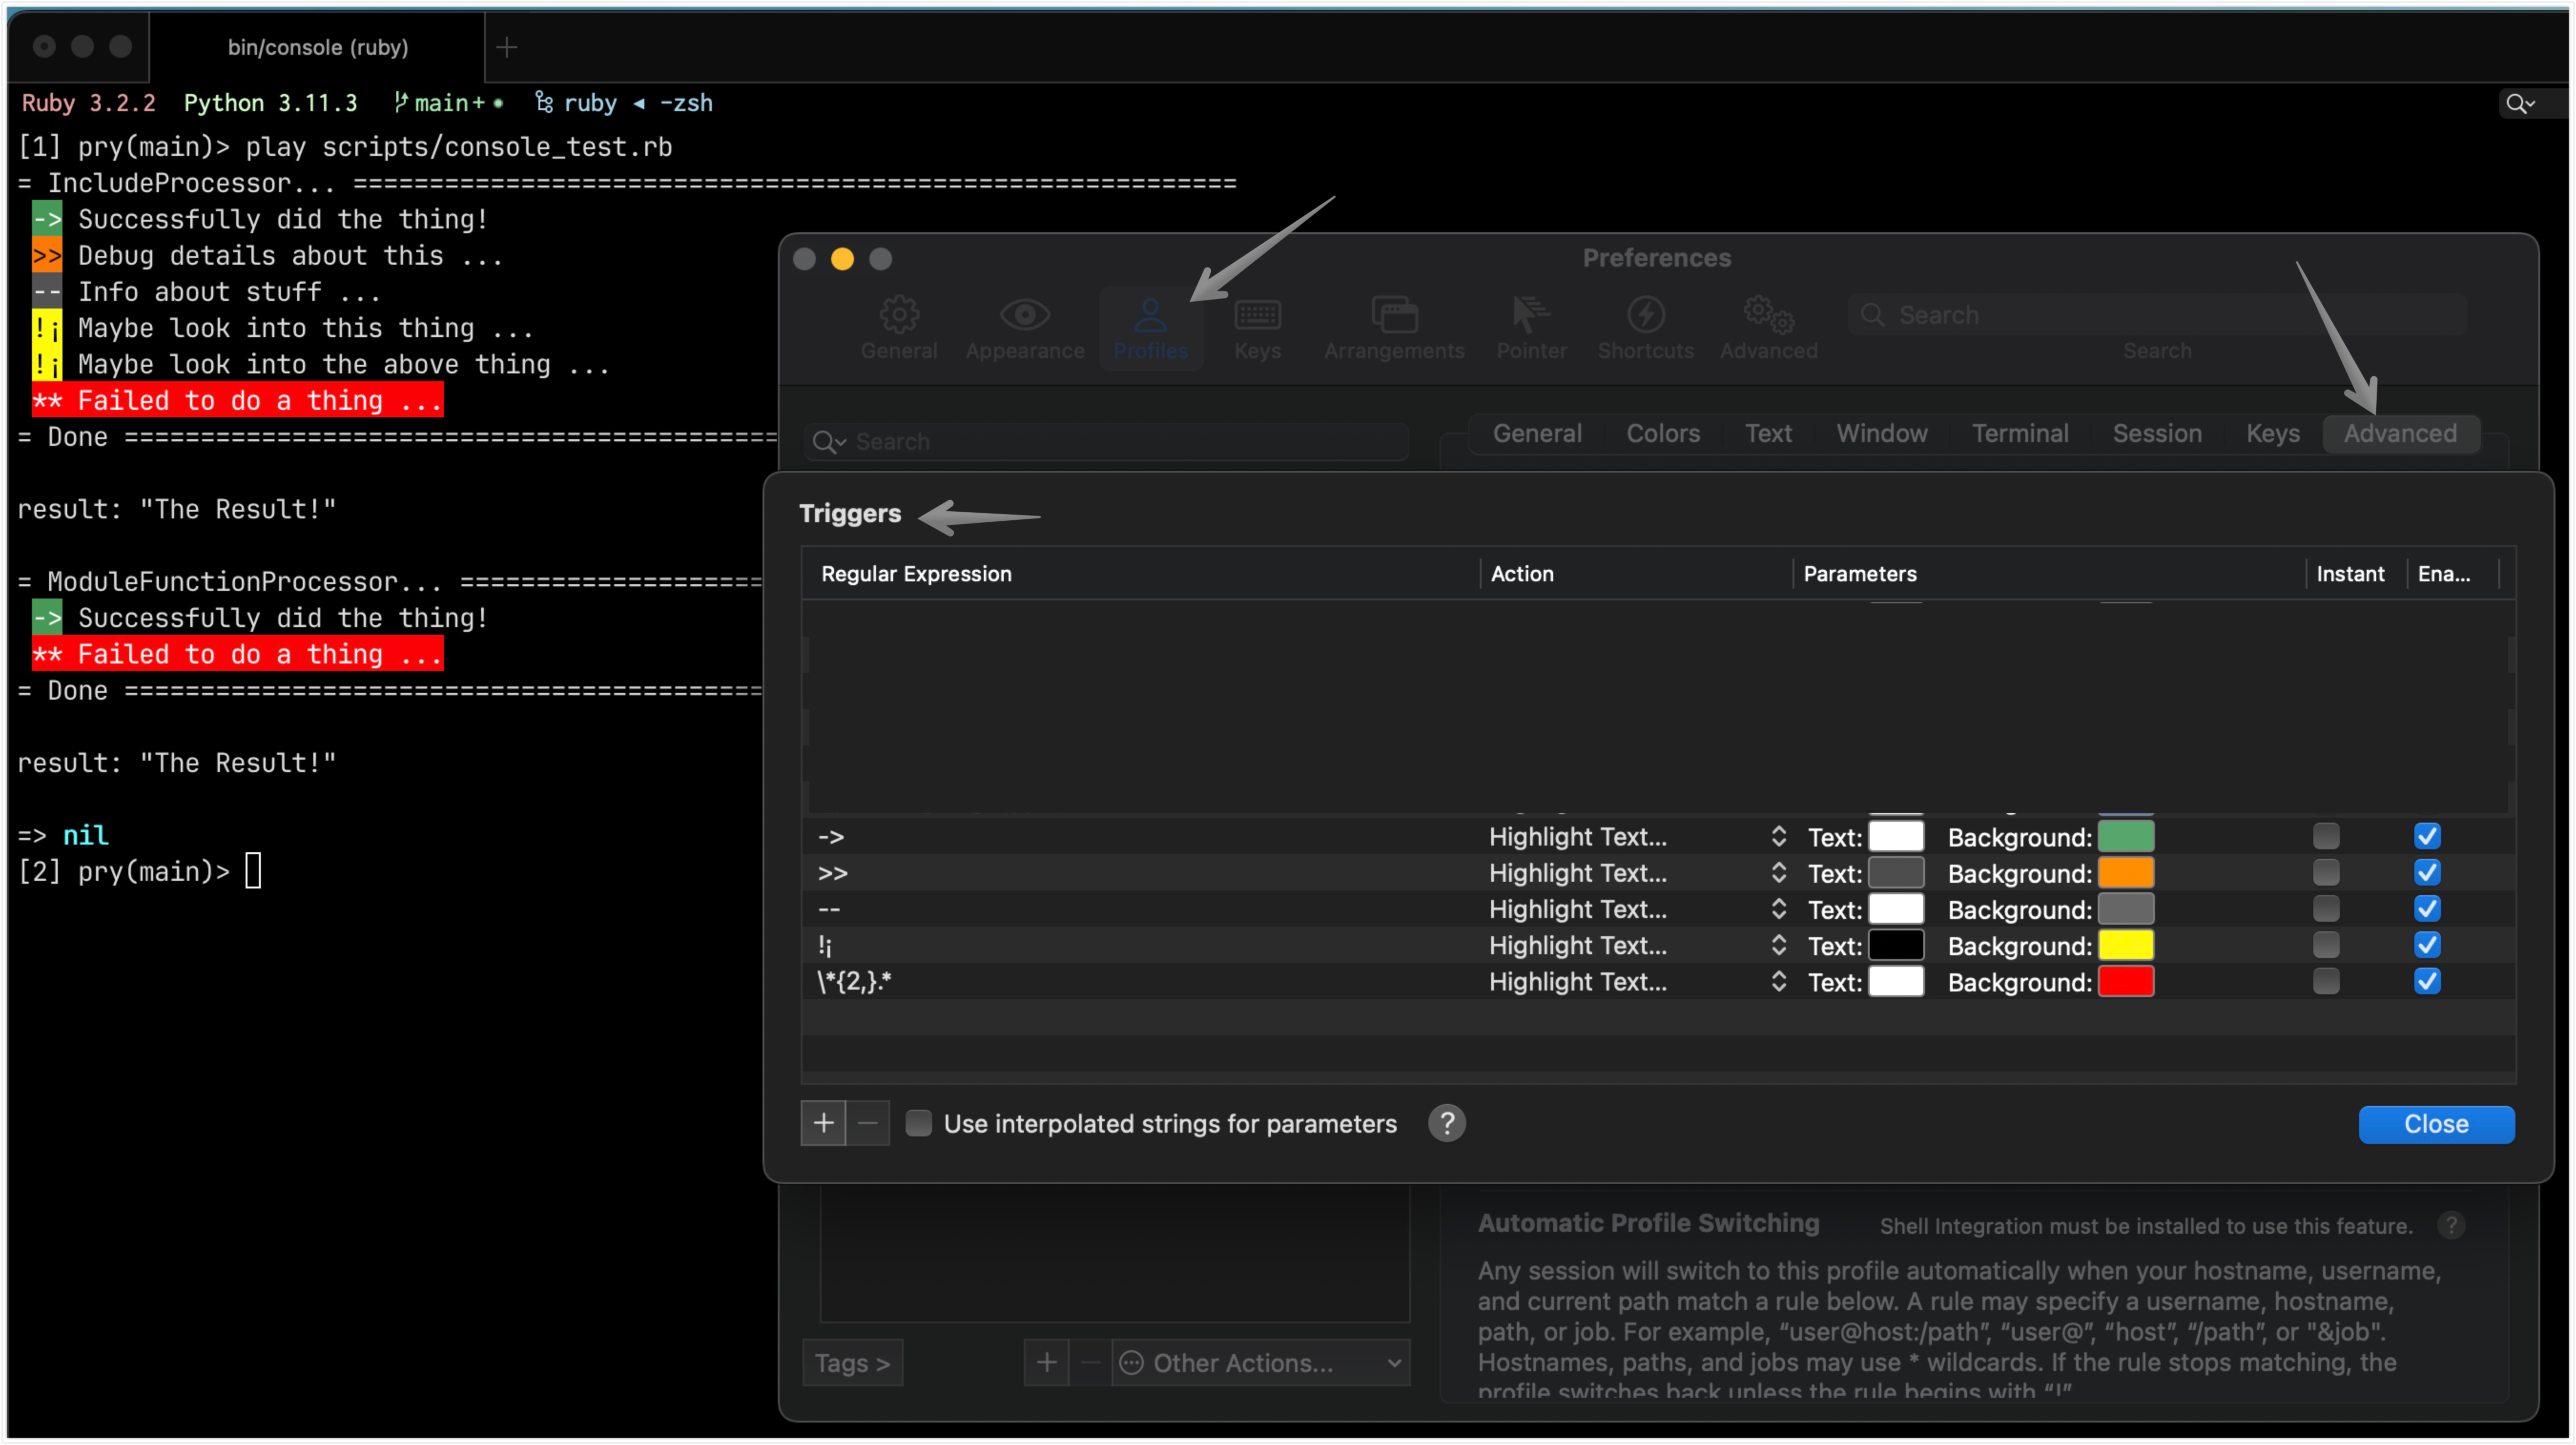 bin/console (ruby)
Ruby 3.2.2 Python 3.11.3 main+• ruby ◂ -zsh
[1] pry(main)> play scripts/console_test.rb
= IncludeProcessor... ==========================================================
-> Successfully did the thing!
>> Debug details about this ...
-- Info about stuff ...
!¡ Maybe look into this thing ...
!¡ Maybe look into the above thing ...
** Failed to do a thing ...
= Done ===========================================
result: "The Result!"
= ModuleFunctionProcessor... ====================
-> Successfully did the thing!
** Failed to do a thing ...
= Done ==========================================
result: "The Result!"
=> nil
[2] pry(main)>
Preferences
General Appearance Profiles Keys Arrangements Pointer Shortcuts Advanced Search
Search
Search
General Colors Text Window Terminal Session Keys Advanced
Triggers
Regular Expression Action Parameters Instant Ena...
-> Highlight Text... Text: Background:
>> Highlight Text... Text: Background:
-- Highlight Text... Text: Background:
!¡ Highlight Text... Text: Background:
\*{2,}.* Highlight Text... Text: Background:
+ − Use interpolated strings for parameters ? Close
Automatic Profile Switching Shell Integration must be installed to use this feature. ?
Any session will switch to this profile automatically when your hostname, username,
and current path match a rule below. A rule may specify a username, hostname,
path, or job. For example, “user@host:/path”, “user@”, “host”, “/path”, or "&job".
Hostnames, paths, and jobs may use * wildcards. If the rule stops matching, the
profile switches back unless the rule begins with “!”
Tags > + − Other Actions...